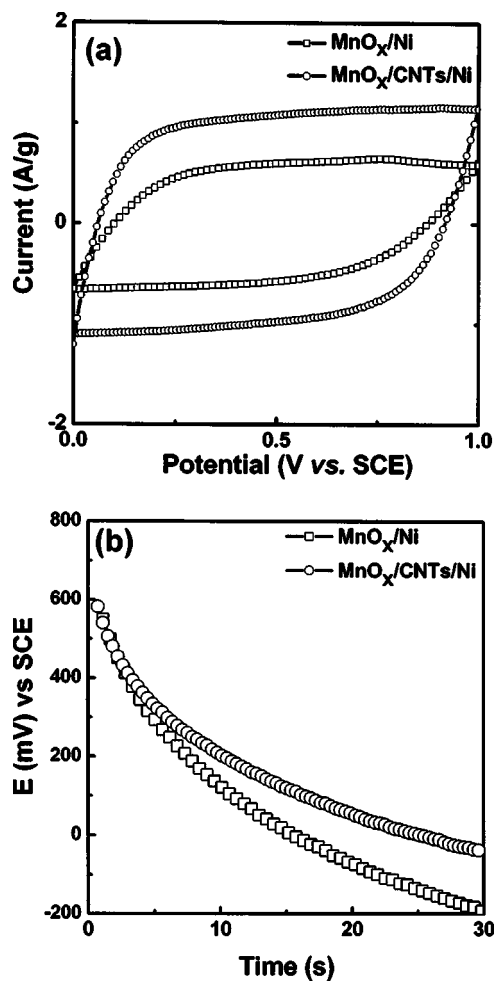 (a)
MnOX/Ni
MnOX/CNTs/Ni
2
1
0
-2
Current (A/g)
0.0
0.5
1.0
Potential (V vs. SCE)
(b)
MnOX/Ni
MnOX/CNTs/Ni
800
600
400
200
0
-200
E (mV) vs SCE
0
10
20
30
Time (s)